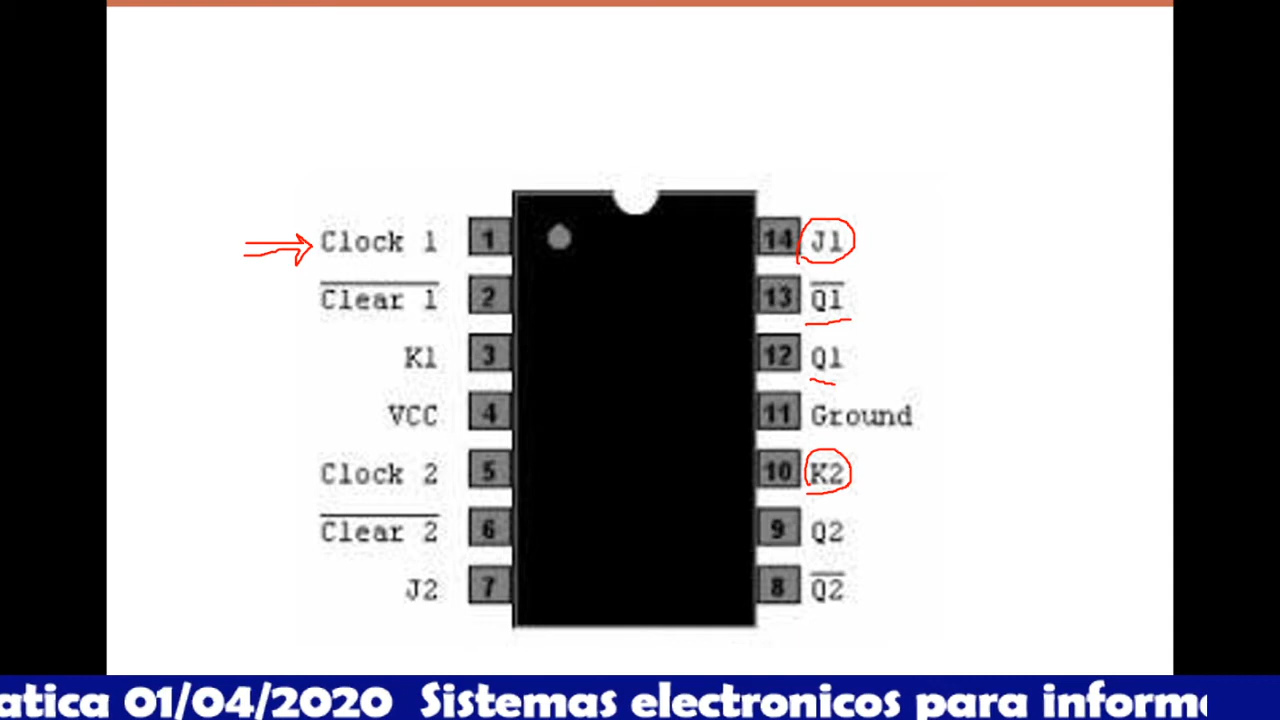 Clock 1 1 14 J1
Clear 1 2 13 Q1
K1 3 12 Q1
VCC 4 11 Ground
Clock 2 5 10 K2
Clear 2 6 9 Q2
J2 7 8 Q2
atica 01/04/2020 Sistemas electronicos para inform